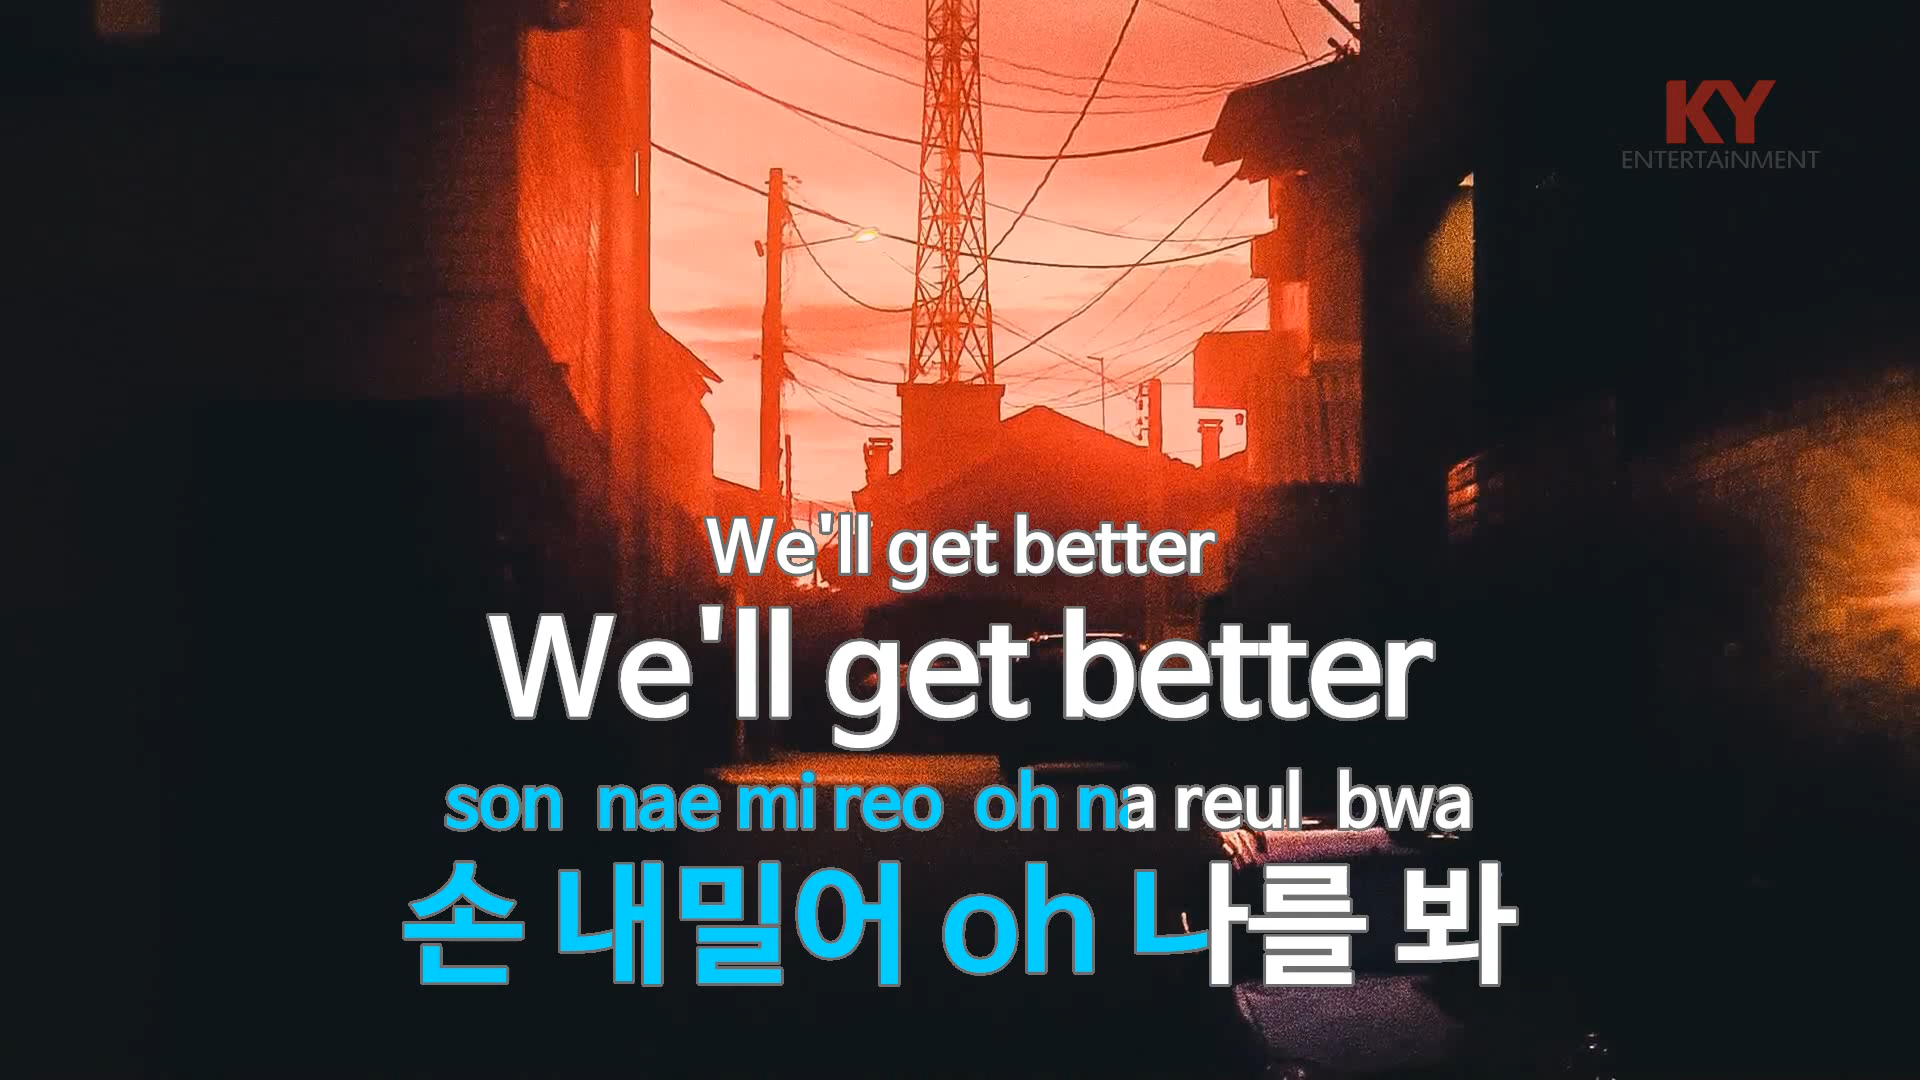 KY
ENTERTAiNMENT
We'll get better
We'll get better
son nae mi reo oh na reul bwa
손 내밀어 oh 나를 봐